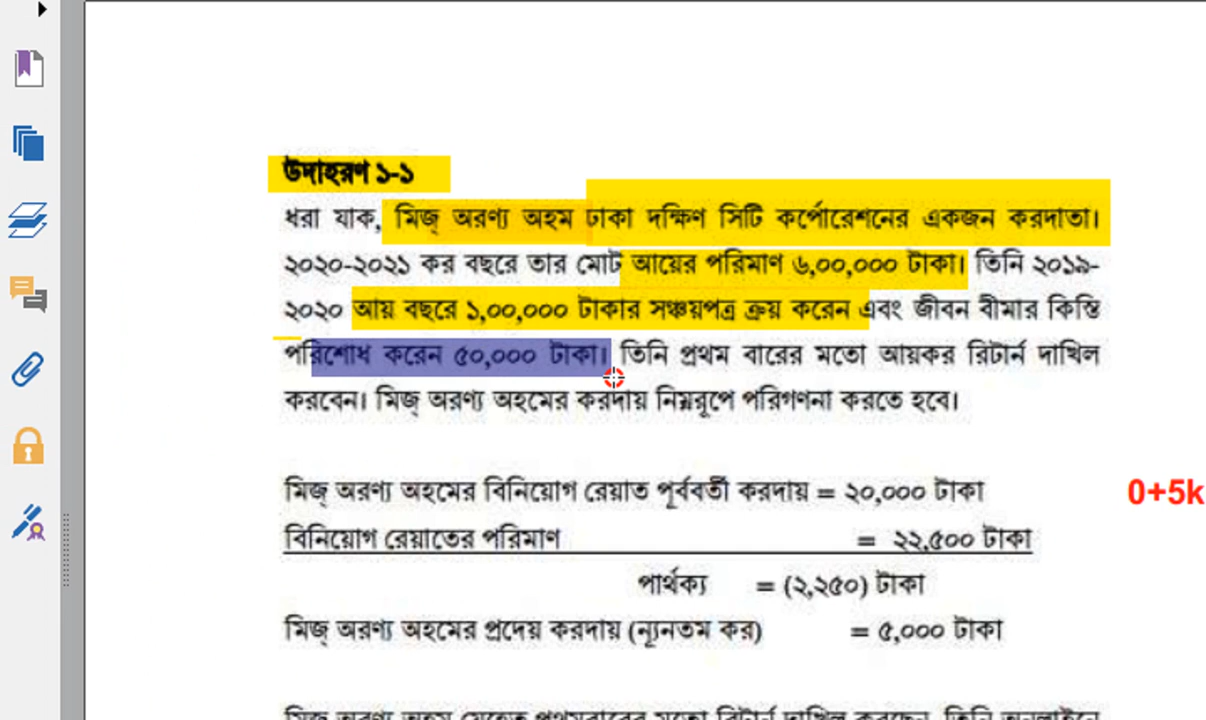 উদাহরণ ১-১
ধরা যাক, মিজ্ অরণ্য অহম ঢাকা দক্ষিণ সিটি কর্পোরেশনের একজন করদাতা।
২০২০-২০২১ কর বছরে তার মোট আয়ের পরিমাণ ৬,০০,০০০ টাকা। তিনি ২০১৯-
২০২০ আয় বছরে ১,০০,০০০ টাকার সঞ্চয়পত্র ক্রয় করেন এবং জীবন বীমার কিস্তি
পরিশোধ করেন ৫০,০০০ টাকা। তিনি প্রথম বারের মতো আয়কর রিটার্ন দাখিল
করবেন। মিজ্ অরণ্য অহমের করদায় নিম্নরূপে পরিগণনা করতে হবে।
মিজ্ অরণ্য অহমের বিনিয়োগ রেয়াত পূর্ববর্তী করদায় = ২০,০০০ টাকা 0+5k
বিনিয়োগ রেয়াতের পরিমাণ = ২২,৫০০ টাকা
পার্থক্য = (২,২৫০) টাকা
মিজ্ অরণ্য অহমের প্রদেয় করদায় (ন্যূনতম কর) = ৫,০০০ টাকা